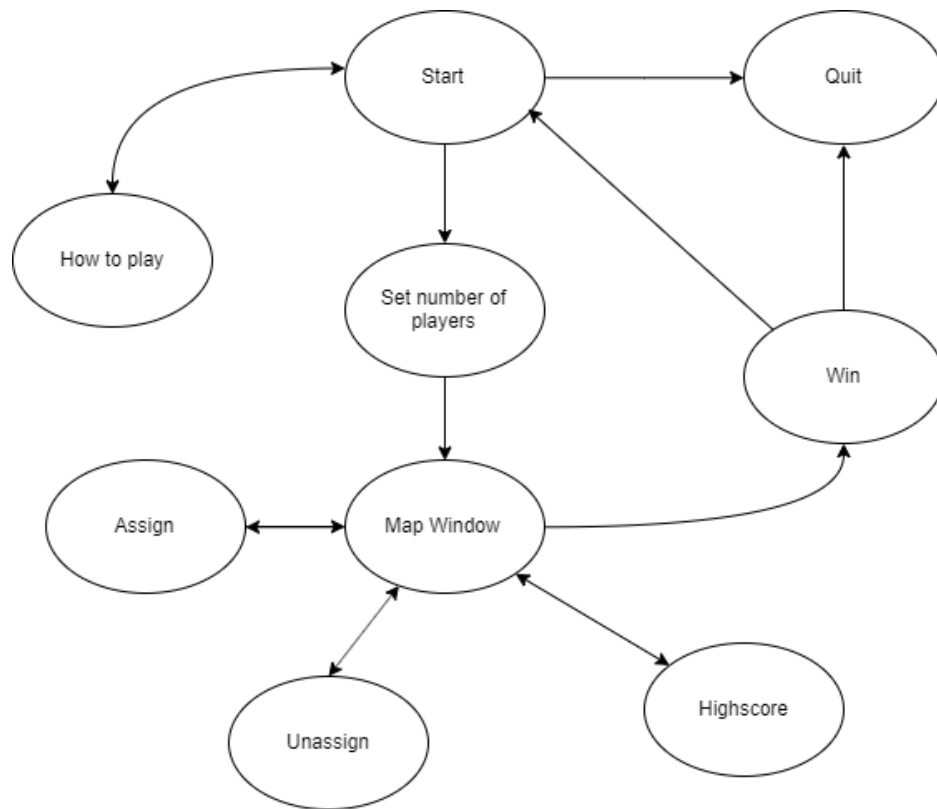 Start
Quit
How to play
Set number of
players
Win
Assign
Map Window
Unassign
Highscore